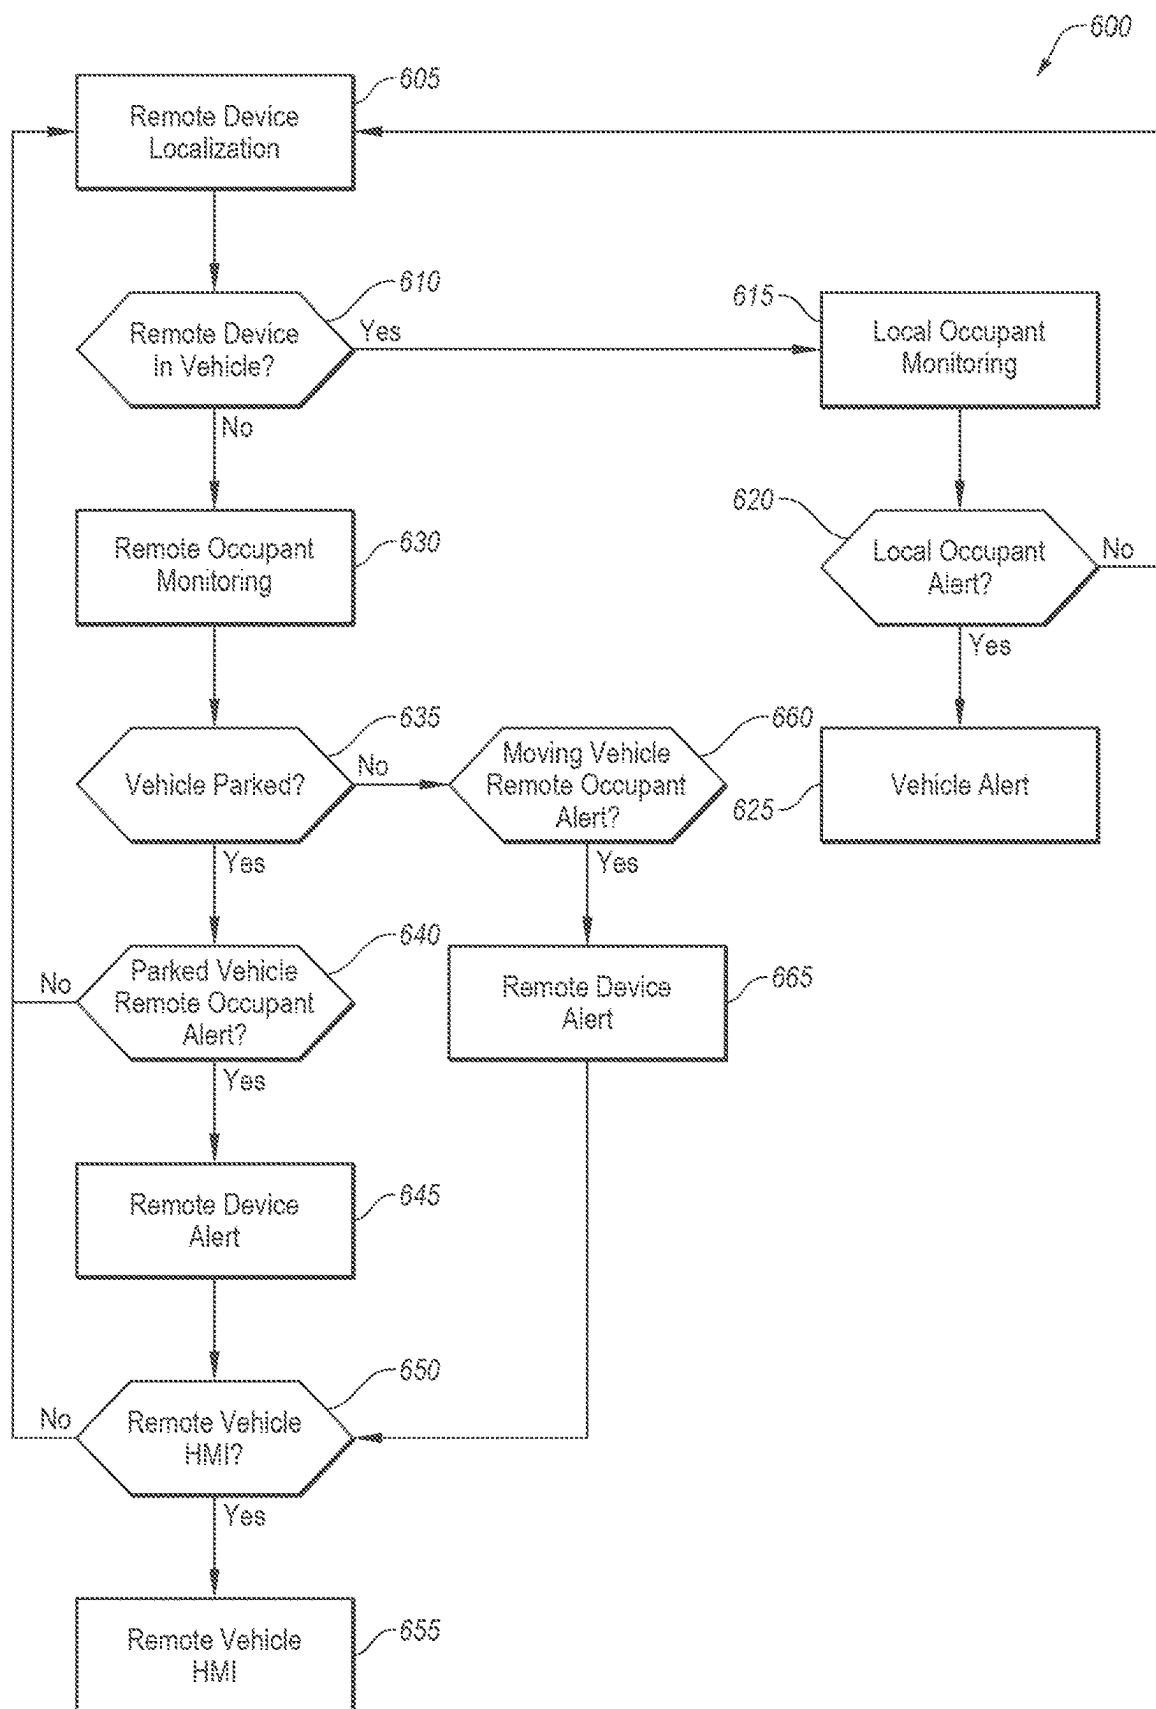 600
605
Remote Device
Localization
610
Remote Device
In Vehicle?
Yes
No
615
Local Occupant
Monitoring
620
Local Occupant
Alert?
No
Yes
630
Remote Occupant
Monitoring
635
Vehicle Parked?
No
Yes
660
Moving Vehicle
Remote Occupant
Alert?
Yes
625
Vehicle Alert
640
No
Parked Vehicle
Remote Occupant
Alert?
Yes
665
Remote Device
Alert
645
Remote Device
Alert
650
No
Remote Vehicle
HMI?
Yes
655
Remote Vehicle
HMI